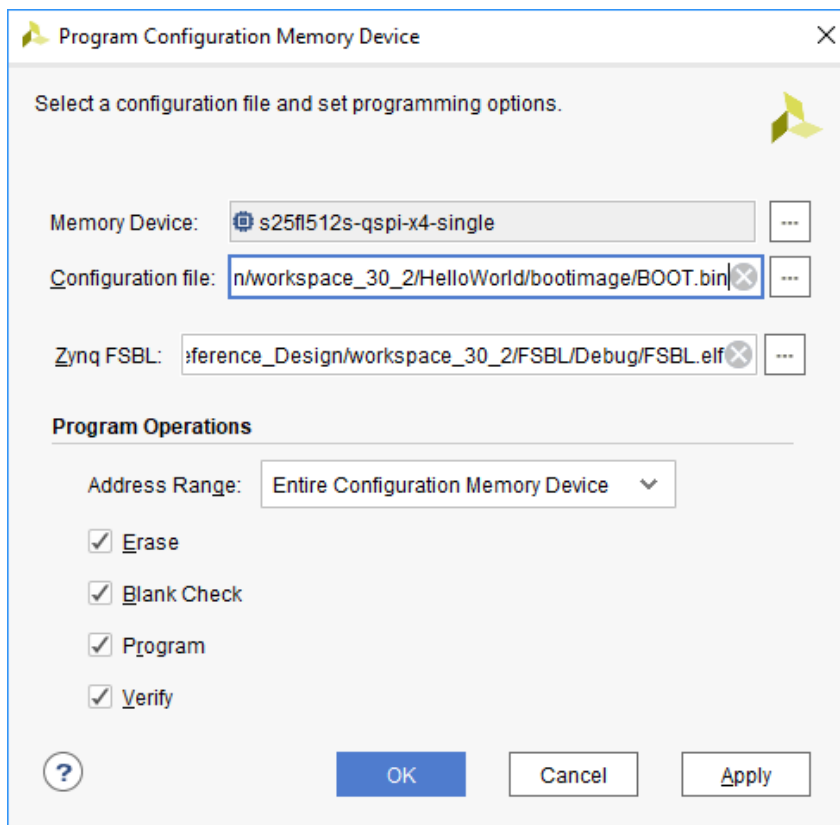 Program Configuration Memory Device
Select a configuration file and set programming options.
Memory Device: s25fl512s-qspi-x4-single ...
Configuration file: n/workspace_30_2/HelloWorld/bootimage/BOOT.bin ...
Zynq FSBL: eference_Design/workspace_30_2/FSBL/Debug/FSBL.elf ...
Program Operations
Address Range: Entire Configuration Memory Device
Erase
Blank Check
Program
Verify
? OK Cancel Apply